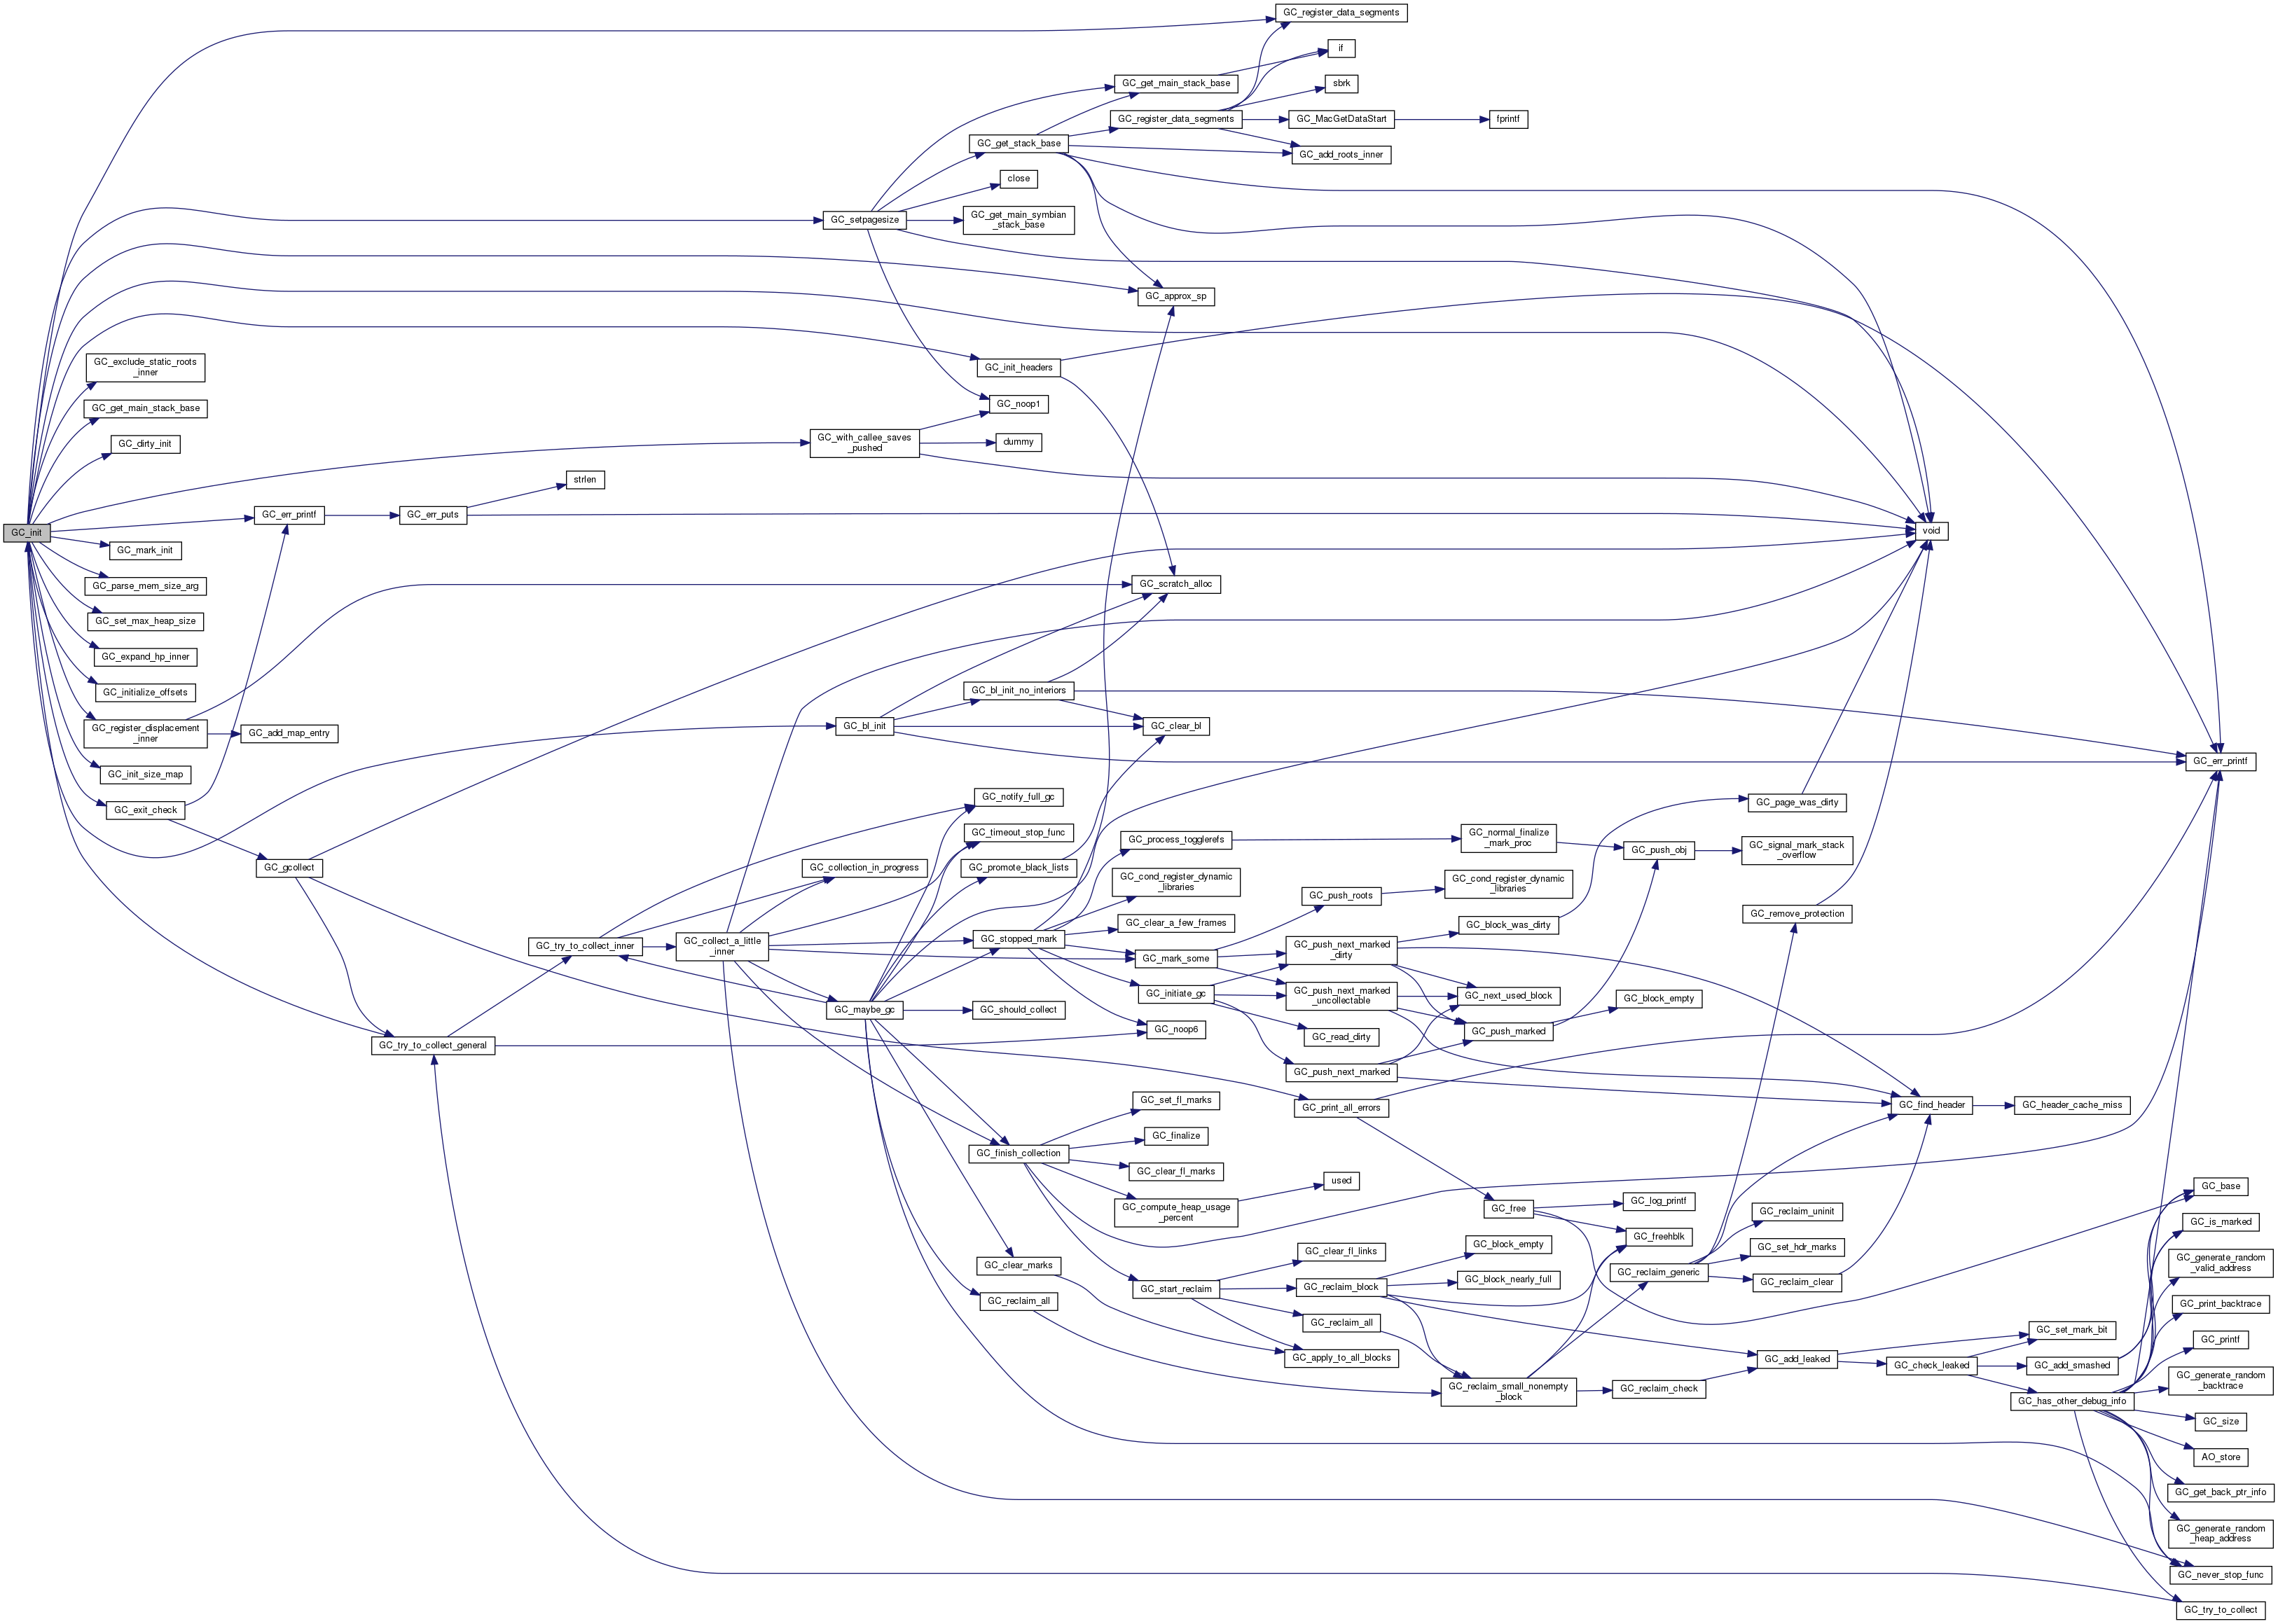 GC_register_data_segments
if
GC_get_main_stack_base
sbrk
GC_register_data_segments
GC_MacGetDataStart
fprintf
GC_get_stack_base
GC_add_roots_inner
close
GC_setpagesize
GC_get_main_symbian
_stack_base
GC_approx_sp
GC_exclude_static_roots
_inner
GC_init_headers
GC_get_main_stack_base
GC_noop1
GC_dirty_init
GC_with_callee_saves
_pushed
dummy
strlen
GC_err_printf
GC_err_puts
GC_init
void
GC_mark_init
GC_parse_mem_size_arg
GC_scratch_alloc
GC_set_max_heap_size
GC_expand_hp_inner
GC_initialize_offsets
GC_bl_init_no_interiors
GC_register_displacement
_inner
GC_add_map_entry
GC_bl_init
GC_clear_bl
GC_err_printf
GC_init_size_map
GC_exit_check
GC_notify_full_gc
GC_page_was_dirty
GC_timeout_stop_func
GC_process_togglerefs
GC_normal_finalize
_mark_proc
GC_push_obj
GC_signal_mark_stack
_overflow
GC_gcollect
GC_collection_in_progress
GC_promote_black_lists
GC_cond_register_dynamic
_libraries
GC_push_roots
GC_cond_register_dynamic
_libraries
GC_clear_a_few_frames
GC_block_was_dirty
GC_remove_protection
GC_try_to_collect_inner
GC_collect_a_little
_inner
GC_stopped_mark
GC_mark_some
GC_push_next_marked
_dirty
GC_initiate_gc
GC_push_next_marked
_uncollectable
GC_next_used_block
GC_block_empty
GC_maybe_gc
GC_should_collect
GC_noop6
GC_read_dirty
GC_push_marked
GC_try_to_collect_general
GC_push_next_marked
GC_set_fl_marks
GC_print_all_errors
GC_find_header
GC_header_cache_miss
GC_finalize
GC_finish_collection
GC_clear_fl_marks
used
GC_compute_heap_usage
_percent
GC_free
GC_log_printf
GC_base
GC_reclaim_uninit
GC_is_marked
GC_freehblk
GC_clear_fl_links
GC_block_empty
GC_set_hdr_marks
GC_generate_random
_valid_address
GC_clear_marks
GC_reclaim_generic
GC_block_nearly_full
GC_reclaim_clear
GC_start_reclaim
GC_reclaim_block
GC_reclaim_all
GC_print_backtrace
GC_reclaim_all
GC_set_mark_bit
GC_printf
GC_apply_to_all_blocks
GC_add_leaked
GC_check_leaked
GC_add_smashed
GC_generate_random
_backtrace
GC_reclaim_small_nonempty
_block
GC_reclaim_check
GC_has_other_debug_info
GC_size
AO_store
GC_get_back_ptr_info
GC_generate_random
_heap_address
GC_never_stop_func
GC_try_to_collect